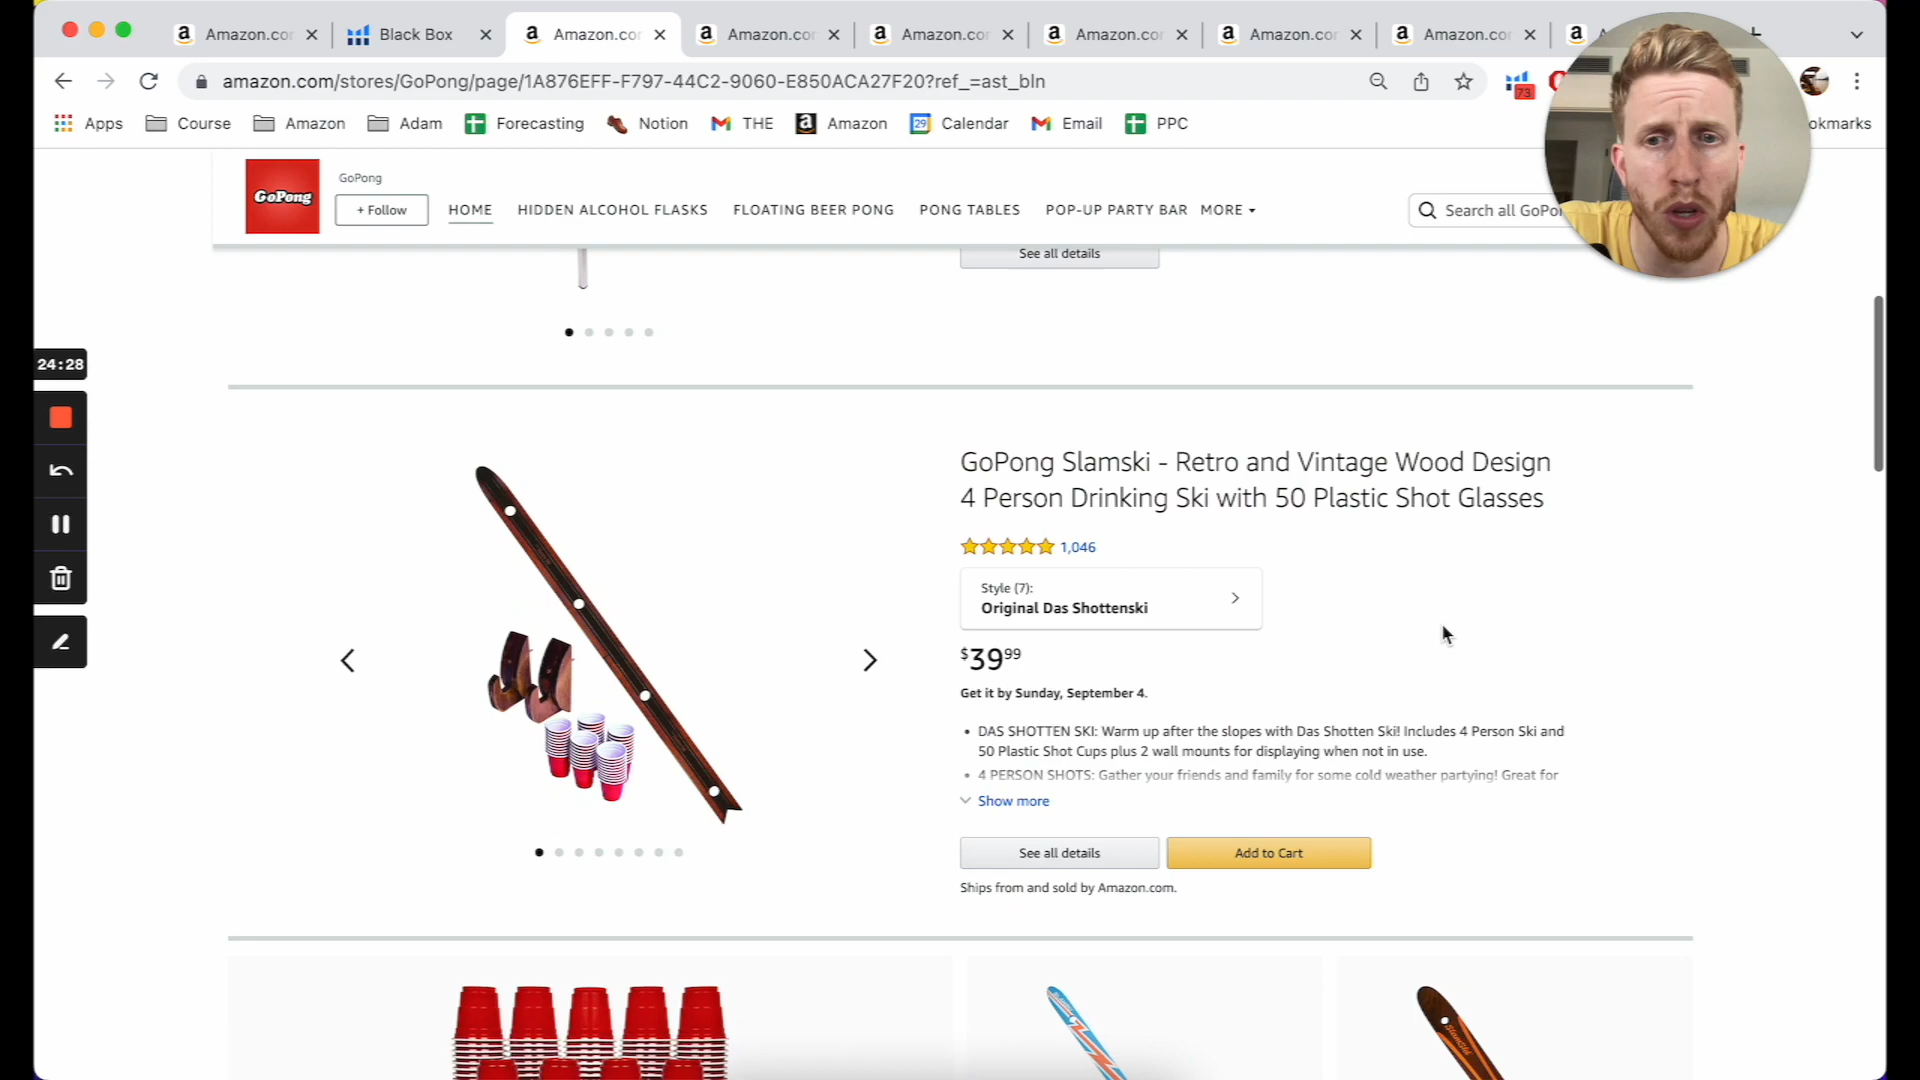 Amazon.co
Black Box
Amazon.co
Amazon.co
Amazon.co
Amazon.co
Amazon.co
Amazon.co
amazon.com/stores/GoPong/page/1A876EFF-F797-44C2-9060-E850ACA27F20?ref_=ast_bln
73
Apps
Course
Amazon
Adam
Forecasting
Notion
THE
Amazon
29
Calendar
Email
PPC
okmarks
GoPong
GoPong
+ Follow
HOME
HIDDEN ALCOHOL FLASKS
FLOATING BEER PONG
PONG TABLES
POP-UP PARTY BAR
MORE
Search all GoPo
See all details
24:28
GoPong Slamski - Retro and Vintage Wood Design
4 Person Drinking Ski with 50 Plastic Shot Glasses
1,046
Style (7):
Original Das Shottenski
$39 99
Get it by Sunday, September 4.
• DAS SHOTTEN SKI: Warm up after the slopes with Das Shotten Ski! Includes 4 Person Ski and
50 Plastic Shot Cups plus 2 wall mounts for displaying when not in use.
• 4 PERSON SHOTS: Gather your friends and family for some cold weather partying! Great for
Show more
See all details
Add to Cart
Ships from and sold by Amazon.com.